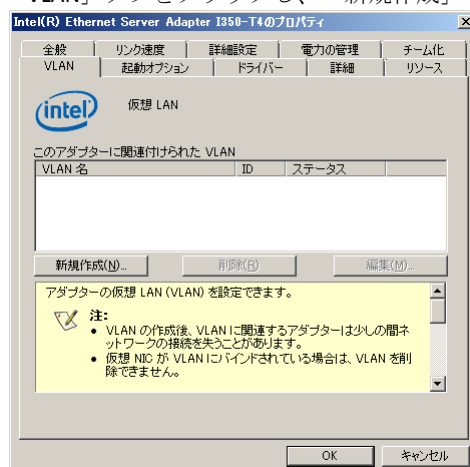 VLAN」タブをクリックし、「新規作成」
Intel(R) Ethernet Server Adapter I350-T4のプロパティ
全般 リンク速度 詳細設定 電力の管理 チーム化
VLAN 起動オプション ドライバー 詳細 リソース
intel 仮想 LAN
このアダプターに関連付けられた VLAN
VLAN 名 ID ステータス
新規作成(N)... 削除(R) 編集(M)...
アダプターの仮想 LAN (VLAN) を設定できます。
注:
• VLAN の作成後、VLAN に関連するアダプターは少しの間ネ
ットワークの接続を失うことがあります。
• 仮想 NIC が VLAN にバインドされている場合は、VLAN を削
除できません。
OK キャンセル